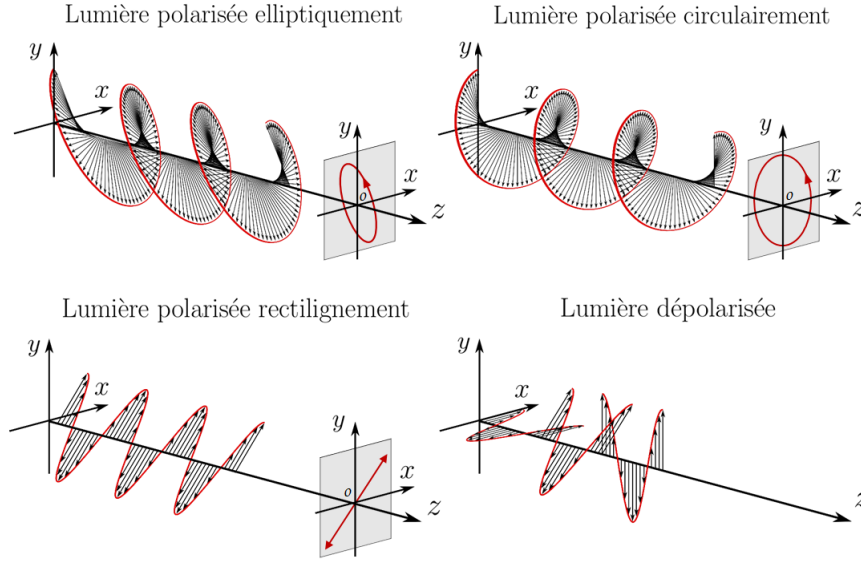 Lumière polarisée elliptiquement
y
x
y
x
o
z
Lumière polarisée circulairement
y
x
y
x
o
z
Lumière polarisée rectilignement
y
x
y
x
o
z
Lumière dépolarisée
y
x
z